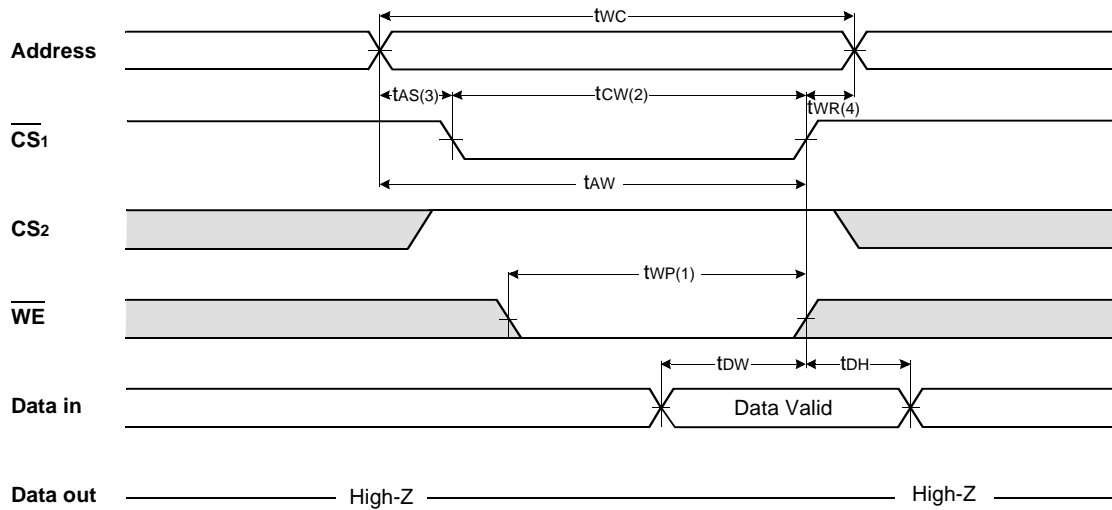 tWC
Address
tAS(3) tCW(2) tWR(4)
CS1
tAW
CS2
tWP(1)
WE
tDW tDH
Data in Data Valid
Data out High-Z High-Z